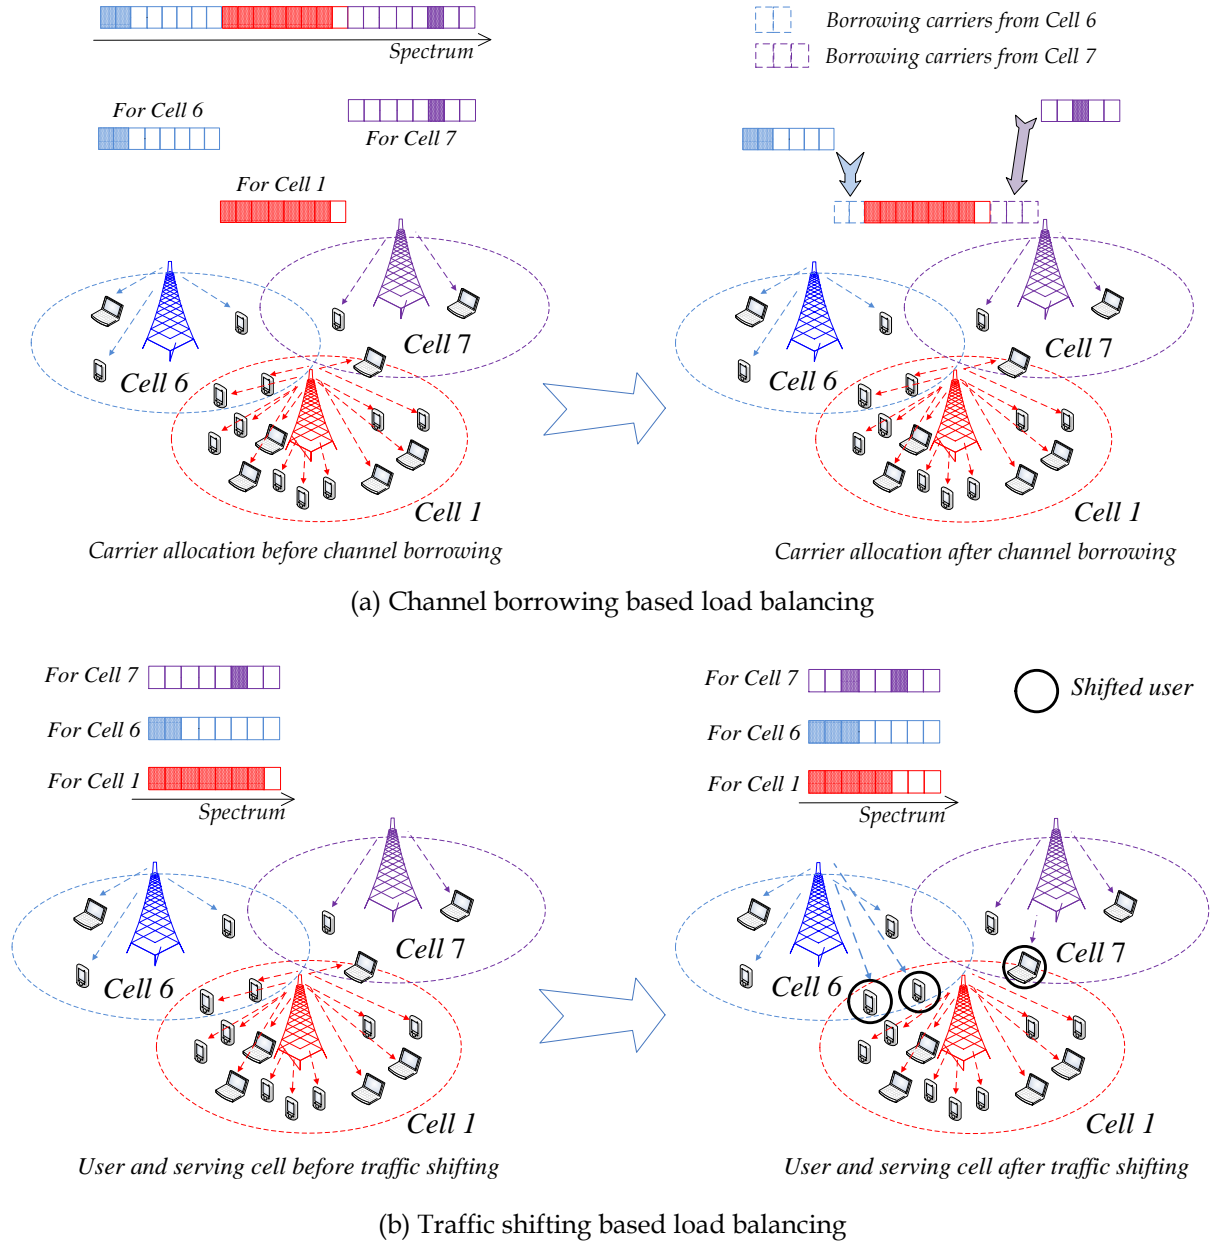 Spectrum
Borrowing carriers from Cell 6
Borrowing carriers from Cell 7
For Cell 6
For Cell 7
For Cell 1
Cell 7
Cell 6
Cell 1
Cell 7
Cell 6
Cell 1
Carrier allocation before channel borrowing
Carrier allocation after channel borrowing
(a) Channel borrowing based load balancing
For Cell 7
For Cell 6
For Cell 1
Spectrum
For Cell 7
For Cell 6
For Cell 1
Spectrum
Shifted user
Cell 7
Cell 6
Cell 1
Cell 7
Cell 6
Cell 1
User and serving cell before traffic shifting
User and serving cell after traffic shifting
(b) Traffic shifting based load balancing